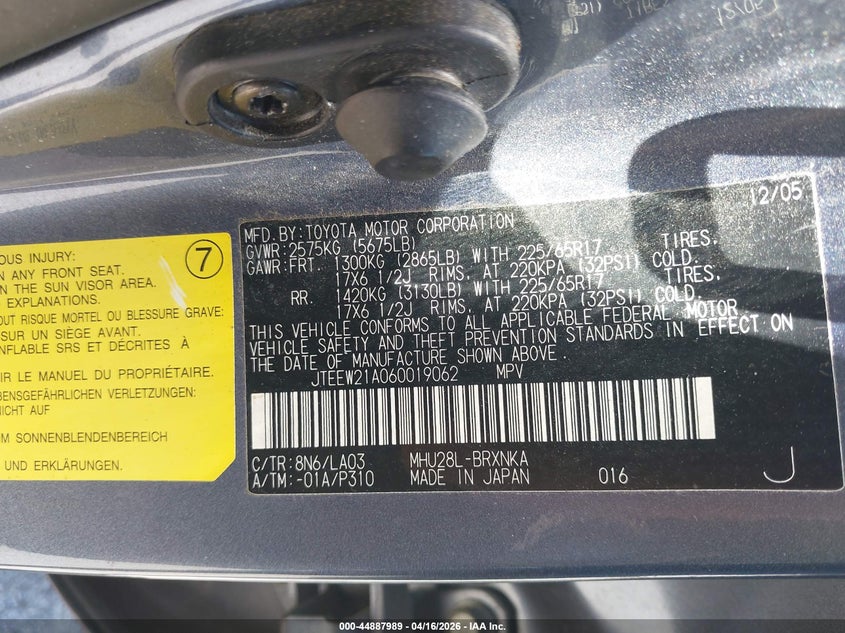 12/05
MFD.BY:TOYOTA MOTOR CORPORATION
GVWR:2575KG (5675LB)
GAWR:FRT. 1300KG (2865LB) WITH 225/65R17 TIRES,
17X6 1/2J RIMS, AT 220KPA (32PSI) COLD.
RR. 1420KG (3130LB) WITH 225/65R17 TIRES,
17X6 1/2J RIMS, AT 220KPA (32PSI) COLD.
THIS VEHICLE CONFORMS TO ALL APPLICABLE FEDERAL MOTOR
VEHICLE SAFETY AND THEFT PREVENTION STANDARDS IN EFFECT ON
THE DATE OF MANUFACTURE SHOWN ABOVE.
JTEEW21A060019062 MPV
C/TR:8N6/LA03 MHU28L-BRXNKA
A/TM:-01A/P310 MADE IN JAPAN 016 J
7
OUS INJURY:
N ANY FRONT SEAT.
N THE SUN VISOR AREA.
EXPLANATIONS.
OUT RISQUE MORTEL OU BLESSURE GRAVE:
SUR UN SIÈGE AVANT.
NFLABLE SRS ET DÉCRITES À
IR LE MANUEL DU PROPRIÉTAIRE.
BENSGEFÄHRLICHEN VERLETZUNGEN
NICHT AUF
M SONNENBLENDENBEREICH
000-44887989 - 04/16/2026 - IAA Inc.